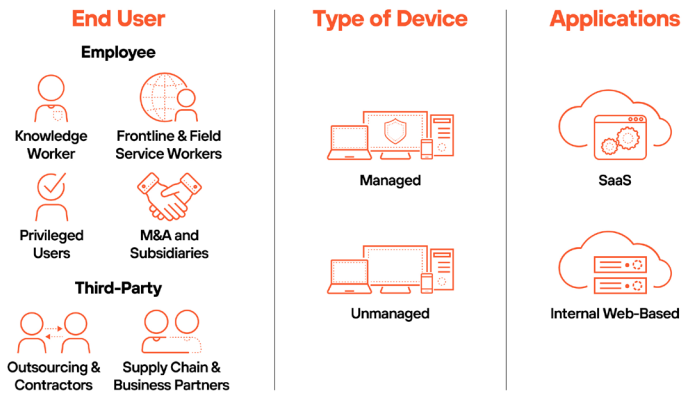 End User
Employee
Knowledge
Worker
Frontline & Field
Service Workers
Privileged
Users
M&A and
Subsidiaries
Third-Party
Outsourcing &
Contractors
Supply Chain &
Business Partners
Type of Device
Managed
Unmanaged
Applications
SaaS
Internal Web-Based